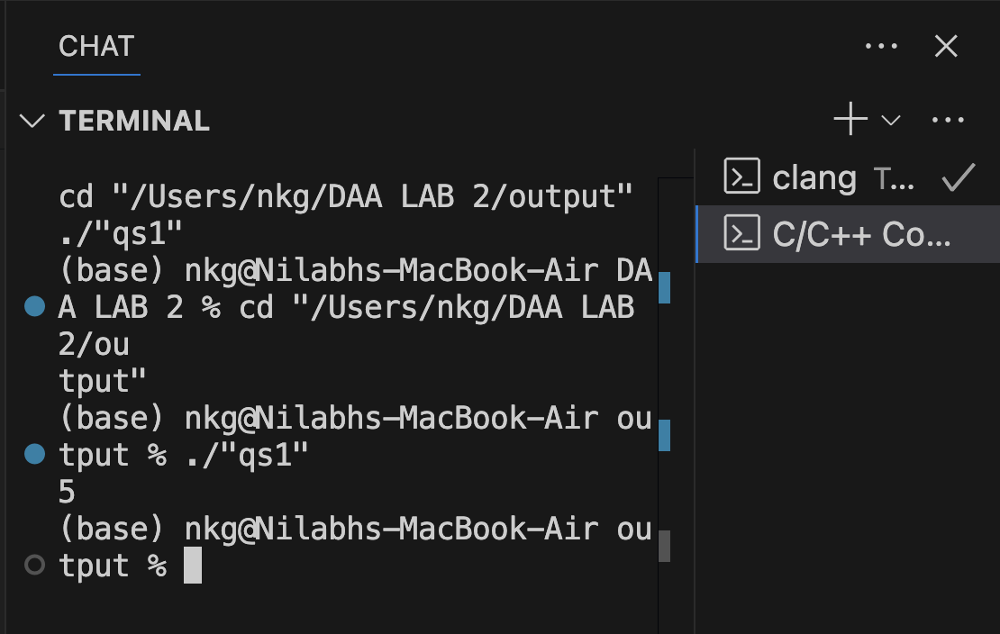 CHAT
TERMINAL
cd "/Users/nkg/DAA LAB 2/output"
./"qs1"
(base) nkg@Nilabhs-MacBook-Air DA
A LAB 2 % cd "/Users/nkg/DAA LAB
2/ou
tput"
(base) nkg@Nilabhs-MacBook-Air ou
tput % ./"qs1"
5
(base) nkg@Nilabhs-MacBook-Air ou
tput %
clang T...
C/C++ Co...